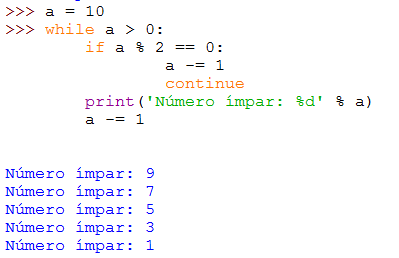 >>> a = 10
>>> while a > 0:
        if a % 2 == 0:
                a -= 1
                continue
        print('Número ímpar: %d' % a)
        a -= 1
Número ímpar: 9
Número ímpar: 7
Número ímpar: 5
Número ímpar: 3
Número ímpar: 1